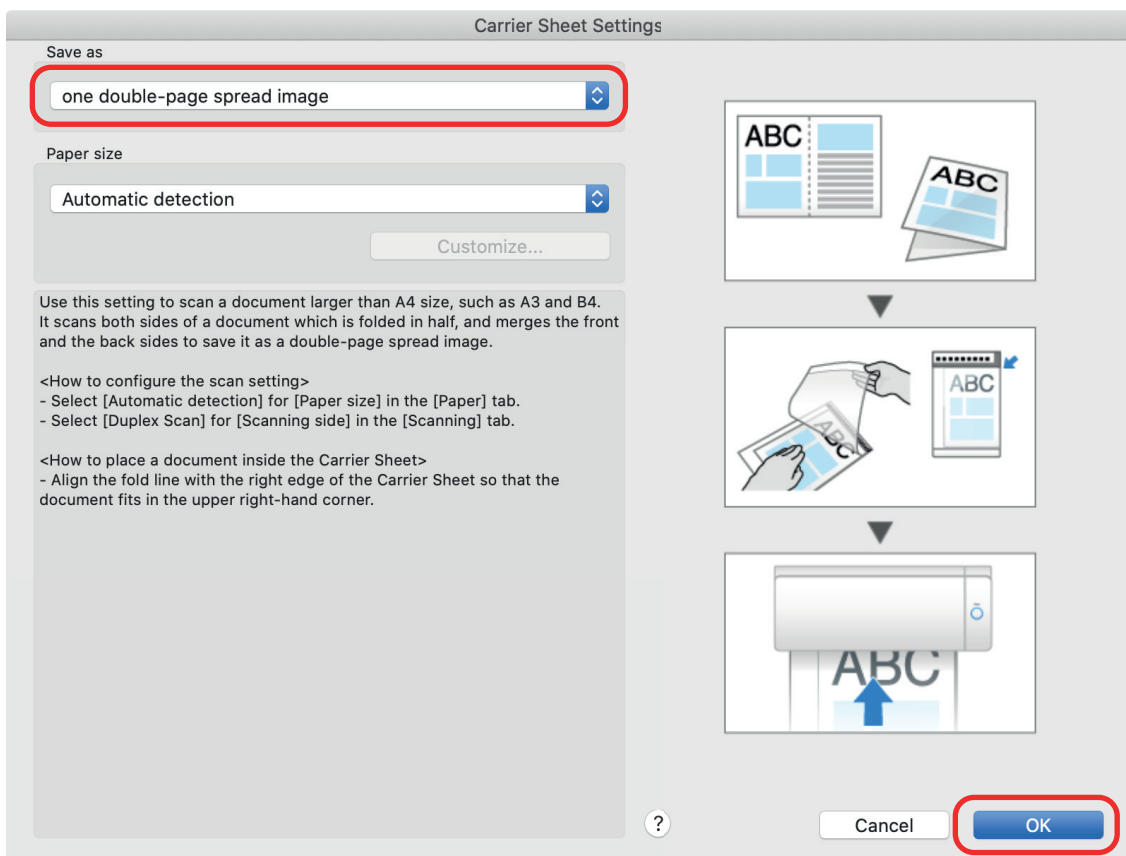 Carrier Sheet Settings
Save as
one double-page spread image
Paper size
Automatic detection
Customize...
Use this setting to scan a document larger than A4 size, such as A3 and B4.
It scans both sides of a document which is folded in half, and merges the front
and the back sides to save it as a double-page spread image.
<How to configure the scan setting>
- Select [Automatic detection] for [Paper size] in the [Paper] tab.
- Select [Duplex Scan] for [Scanning side] in the [Scanning] tab.
<How to place a document inside the Carrier Sheet>
- Align the fold line with the right edge of the Carrier Sheet so that the
document fits in the upper right-hand corner.
ABC
ABC
ABC
ABC
ABC
?
Cancel
OK